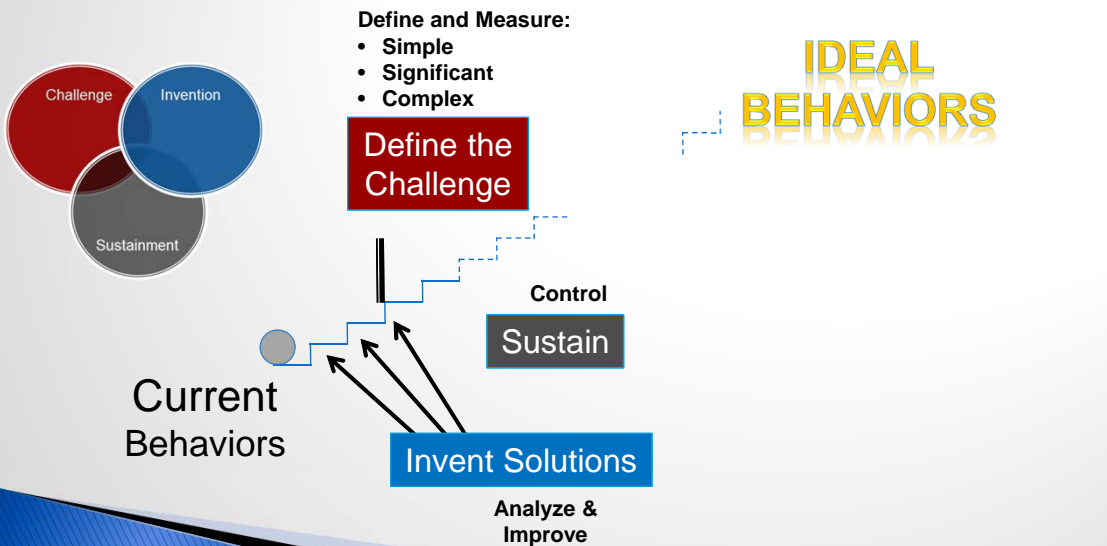 Define and Measure:
• Simple
• Significant
• Complex
IDEAL
BEHAVIORS
Challenge
Invention
Sustainment
Define the
Challenge
Control
Sustain
Current
Behaviors
Invent Solutions
Analyze &
Improve